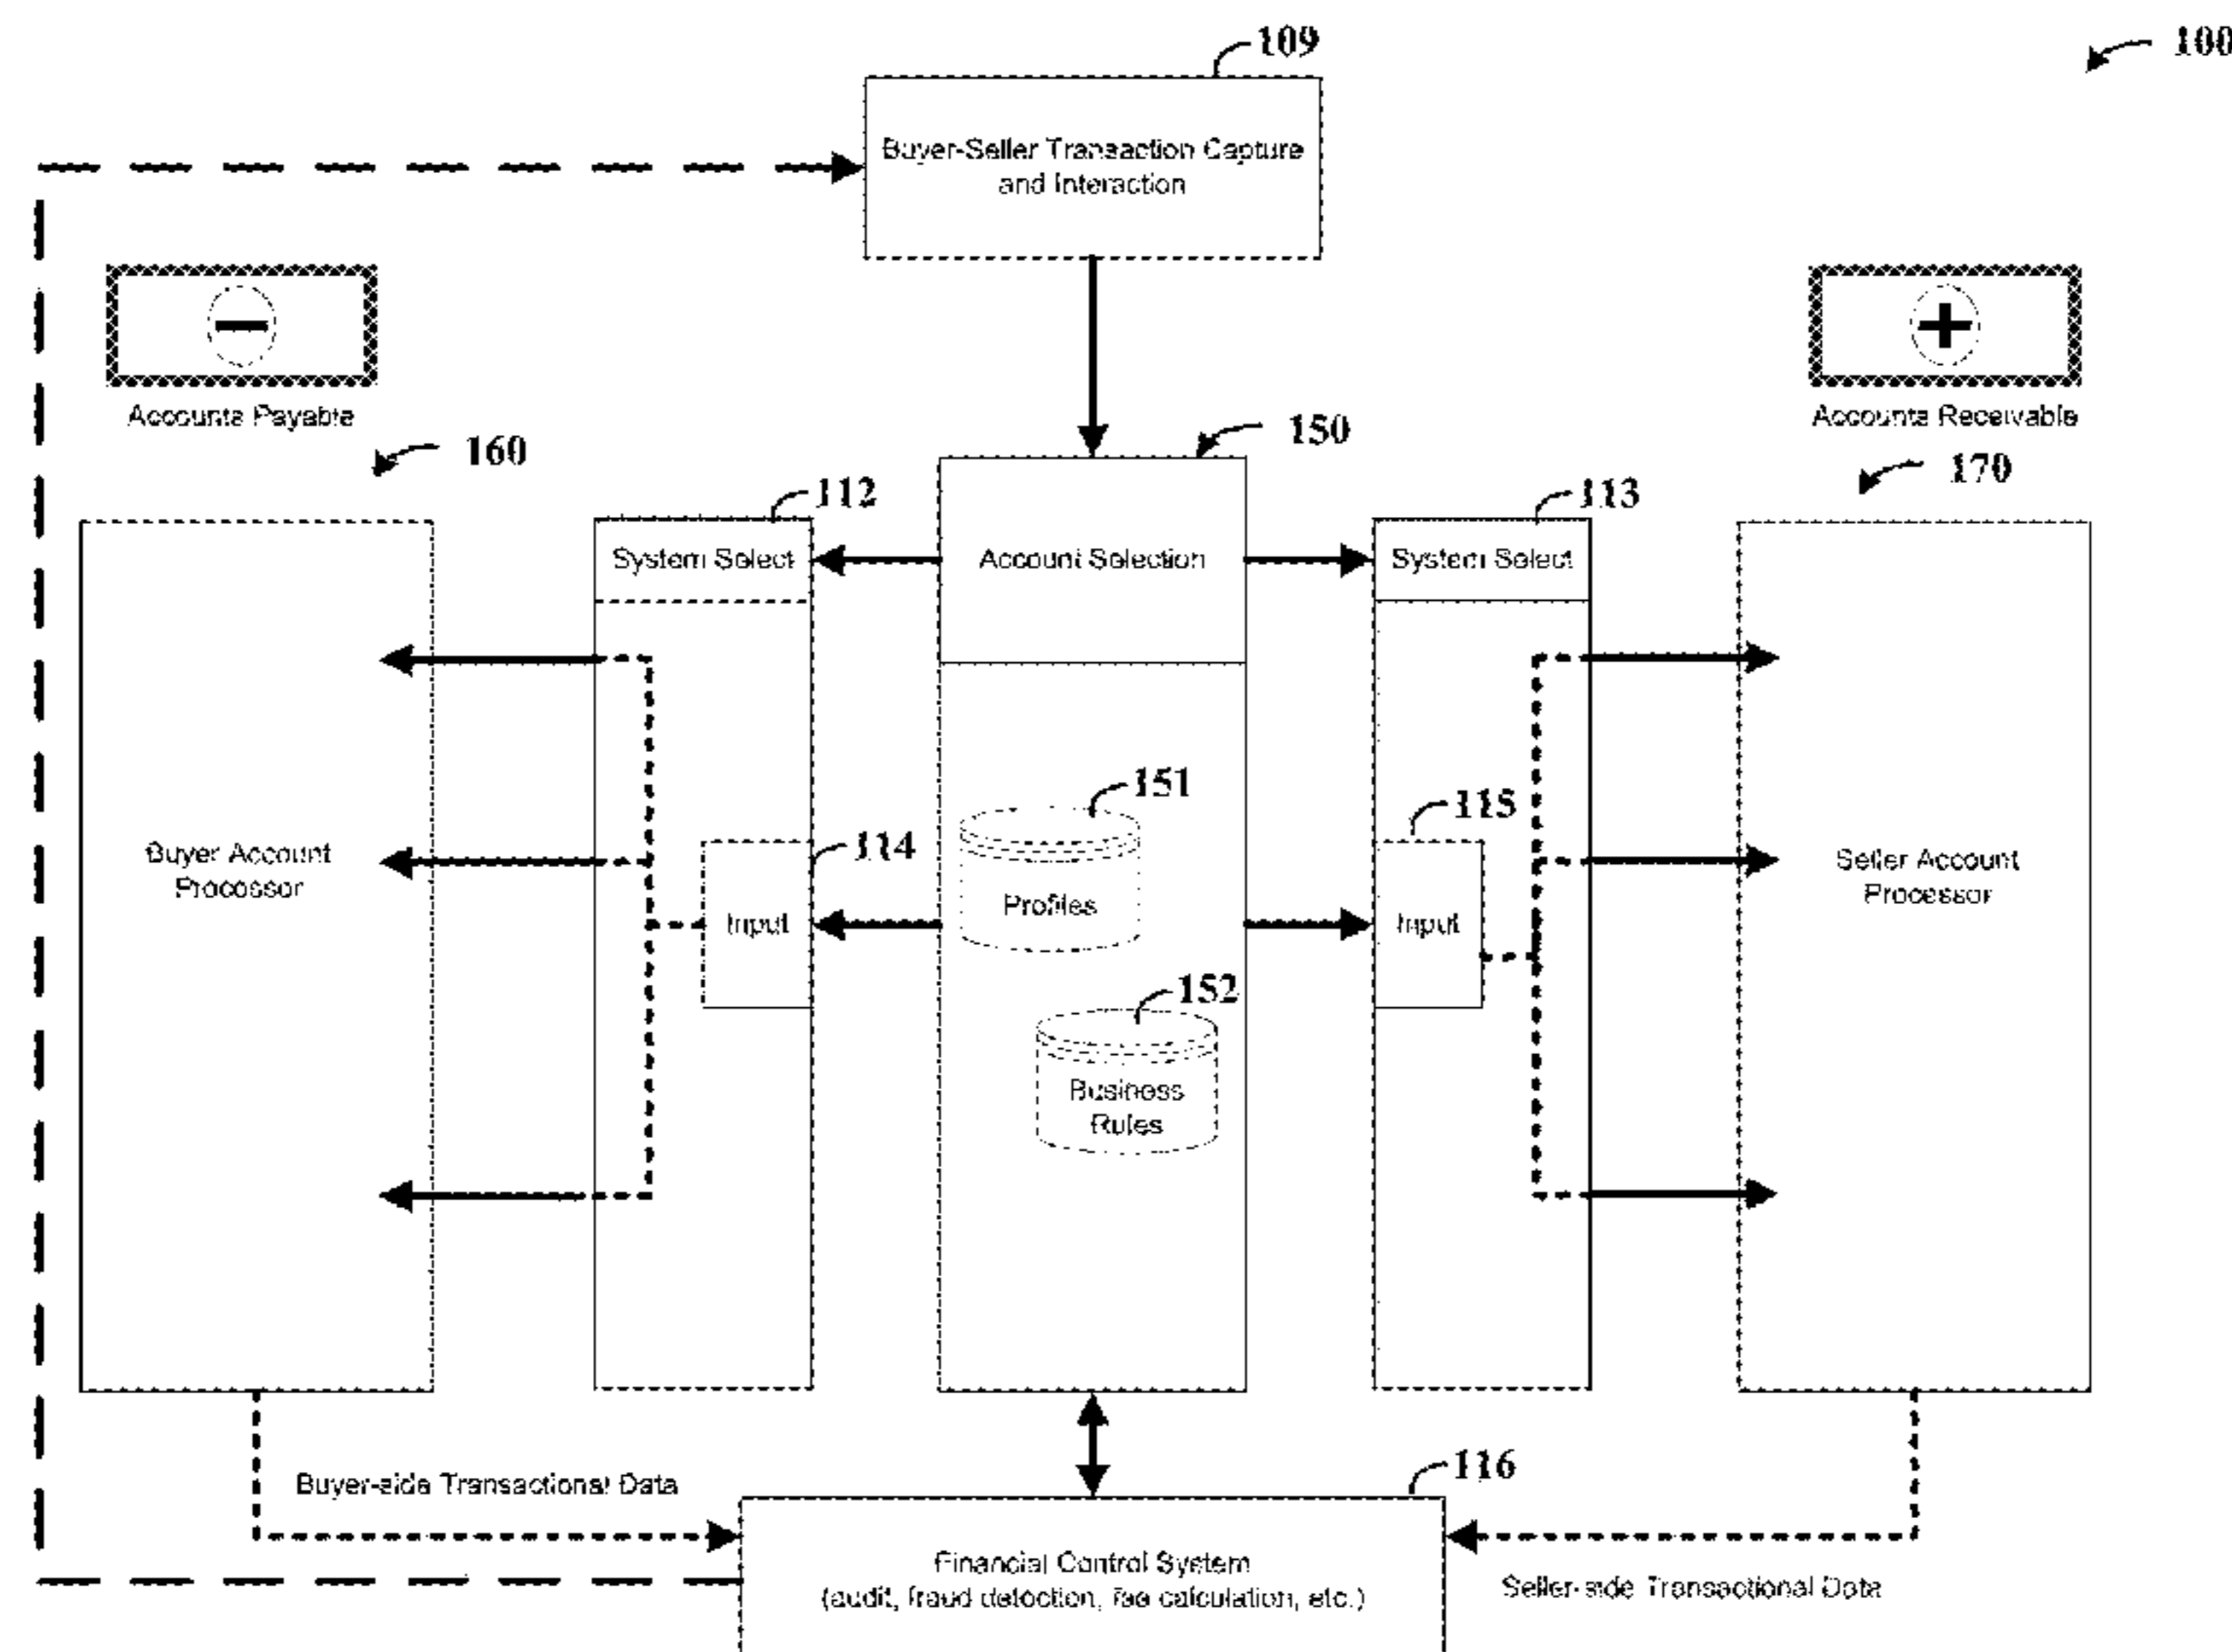 109
100
Buyer-Seller Transaction Capture
and Interaction
Accounts Payable
Accounts Receivable
160
150
170
112
113
System Select
Account Selection
System Select
151
115
114
Buyer Account
Processor
Profiles
Input
Input
Seller Account
Processor
152
Business
Rules
116
Buyer-side Transactional Data
Financial Control System
(audit, fraud detection, fee calculation, etc.)
Seller-side Transactional Data